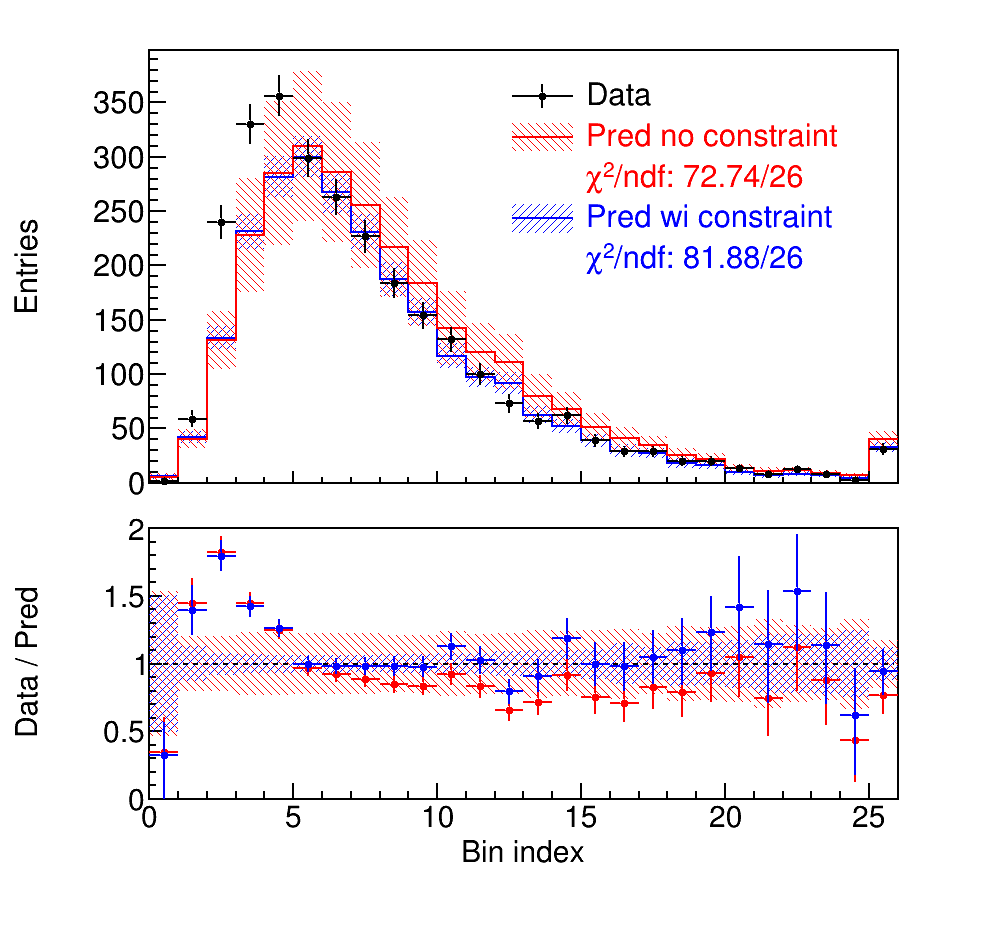 Entries
350
300
250
200
150
100
50
0
Data
Pred no constraint
χ²/ndf: 72.74/26
Pred wi constraint
χ²/ndf: 81.88/26
Data / Pred
2
1.5
1
0.5
0
0 5 10 15 20 25
Bin index